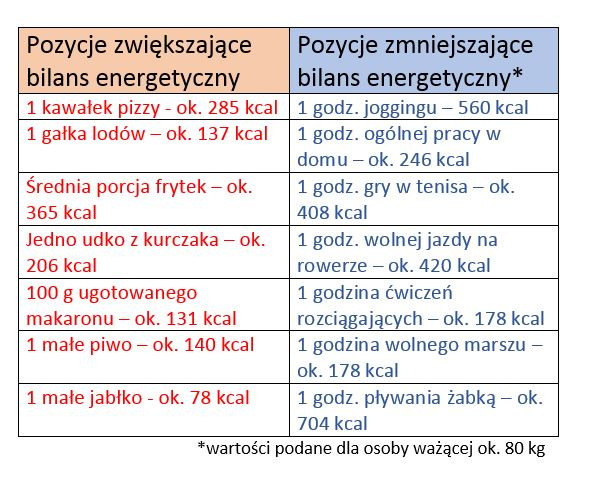 Pozycje zwiększające
bilans energetyczny
Pozycje zmniejszające
bilans energetyczny*
1 kawałek pizzy - ok. 285 kcal
1 godz. joggingu – 560 kcal
1 gałka lodów – ok. 137 kcal
1 godz. ogólnej pracy w
domu – ok. 246 kcal
Średnia porcja frytek – ok.
365 kcal
1 godz. gry w tenisa – ok.
408 kcal
Jedno udko z kurczaka – ok.
206 kcal
1 godz. wolnej jazdy na
rowerze – ok. 420 kcal
100 g ugotowanego
makaronu – ok. 131 kcal
1 godzina ćwiczeń
rozciągających – ok. 178 kcal
1 małe piwo – ok. 140 kcal
1 godzina wolnego marszu –
ok. 178 kcal
1 małe jabłko - ok. 78 kcal
1 godz. pływania żabką – ok.
704 kcal
*wartości podane dla osoby ważącej ok. 80 kg